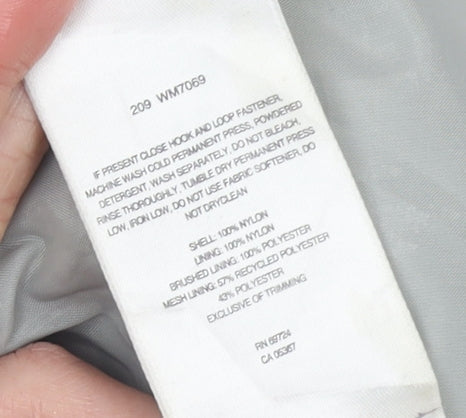 209 WM7069
IF PRESENT CLOSE HOOK AND LOOP FASTENER,
MACHINE WASH COLD PERMANENT PRESS, POWDERED
DETERGENT, WASH SEPARATELY, DO NOT BLEACH,
RINSE THOROUGHLY, TUMBLE DRY PERMANENT PRESS
LOW, IRON LOW, DO NOT USE FABRIC SOFTENER, DO
NOT DRYCLEAN
SHELL: 100% NYLON
LINING: 100% NYLON
BRUSHED LINING: 100% POLYESTER
MESH LINING: 57% RECYCLED POLYESTER
43% POLYESTER
EXCLUSIVE OF TRIMMING
RN 69724
CA 05367